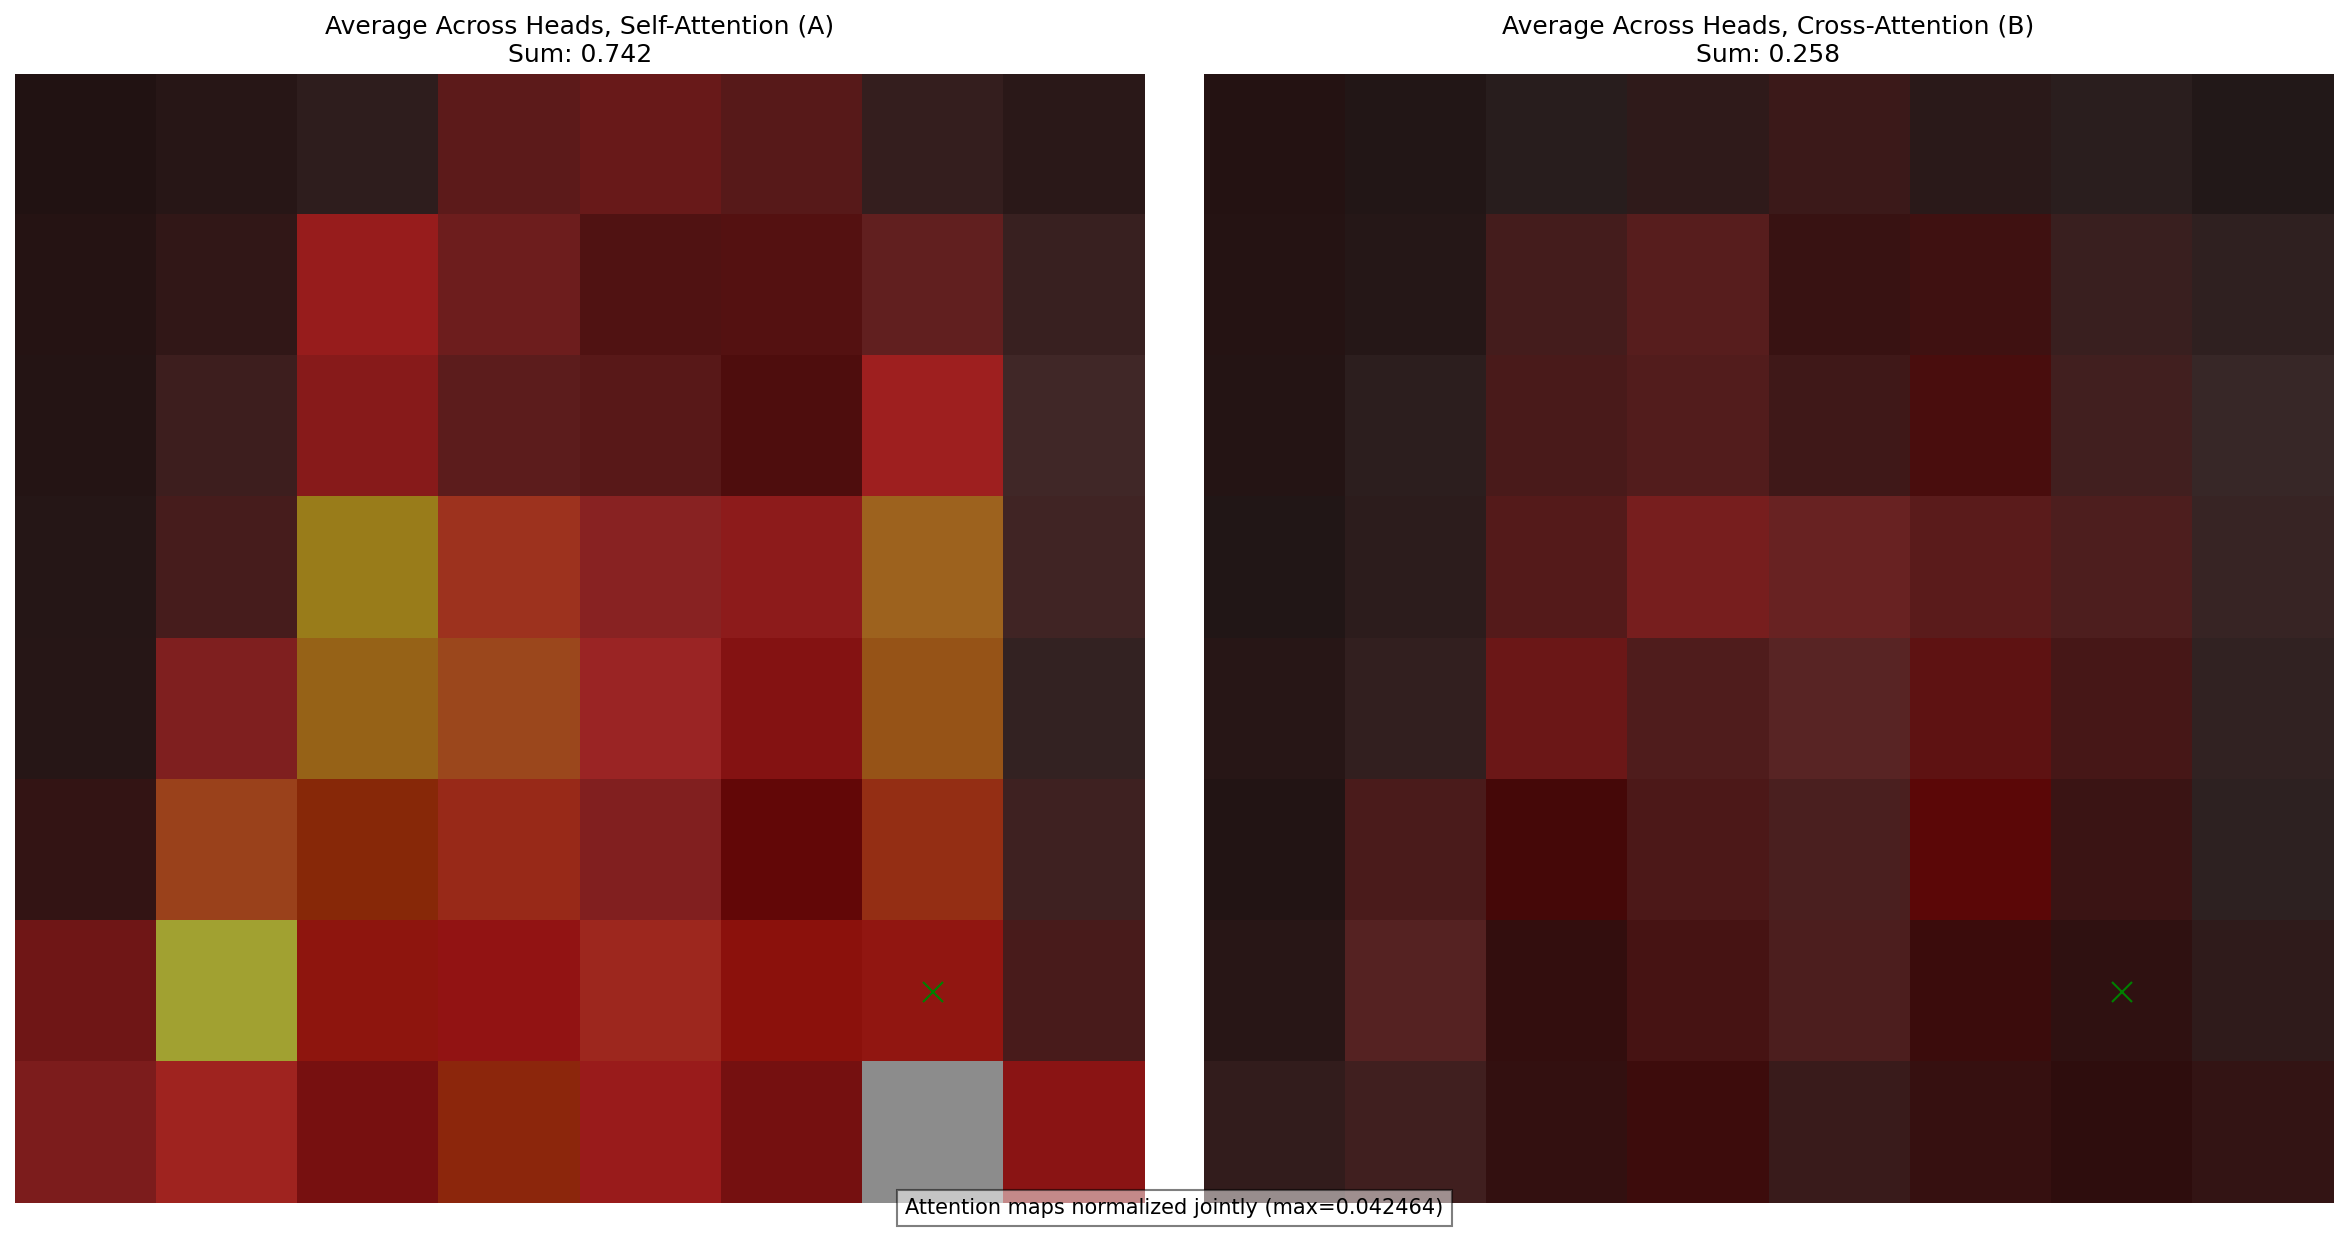 Average Across Heads, Self-Attention (A)
Sum: 0.742
Average Across Heads, Cross-Attention (B)
Sum: 0.258
Attention maps normalized jointly (max=0.042464)